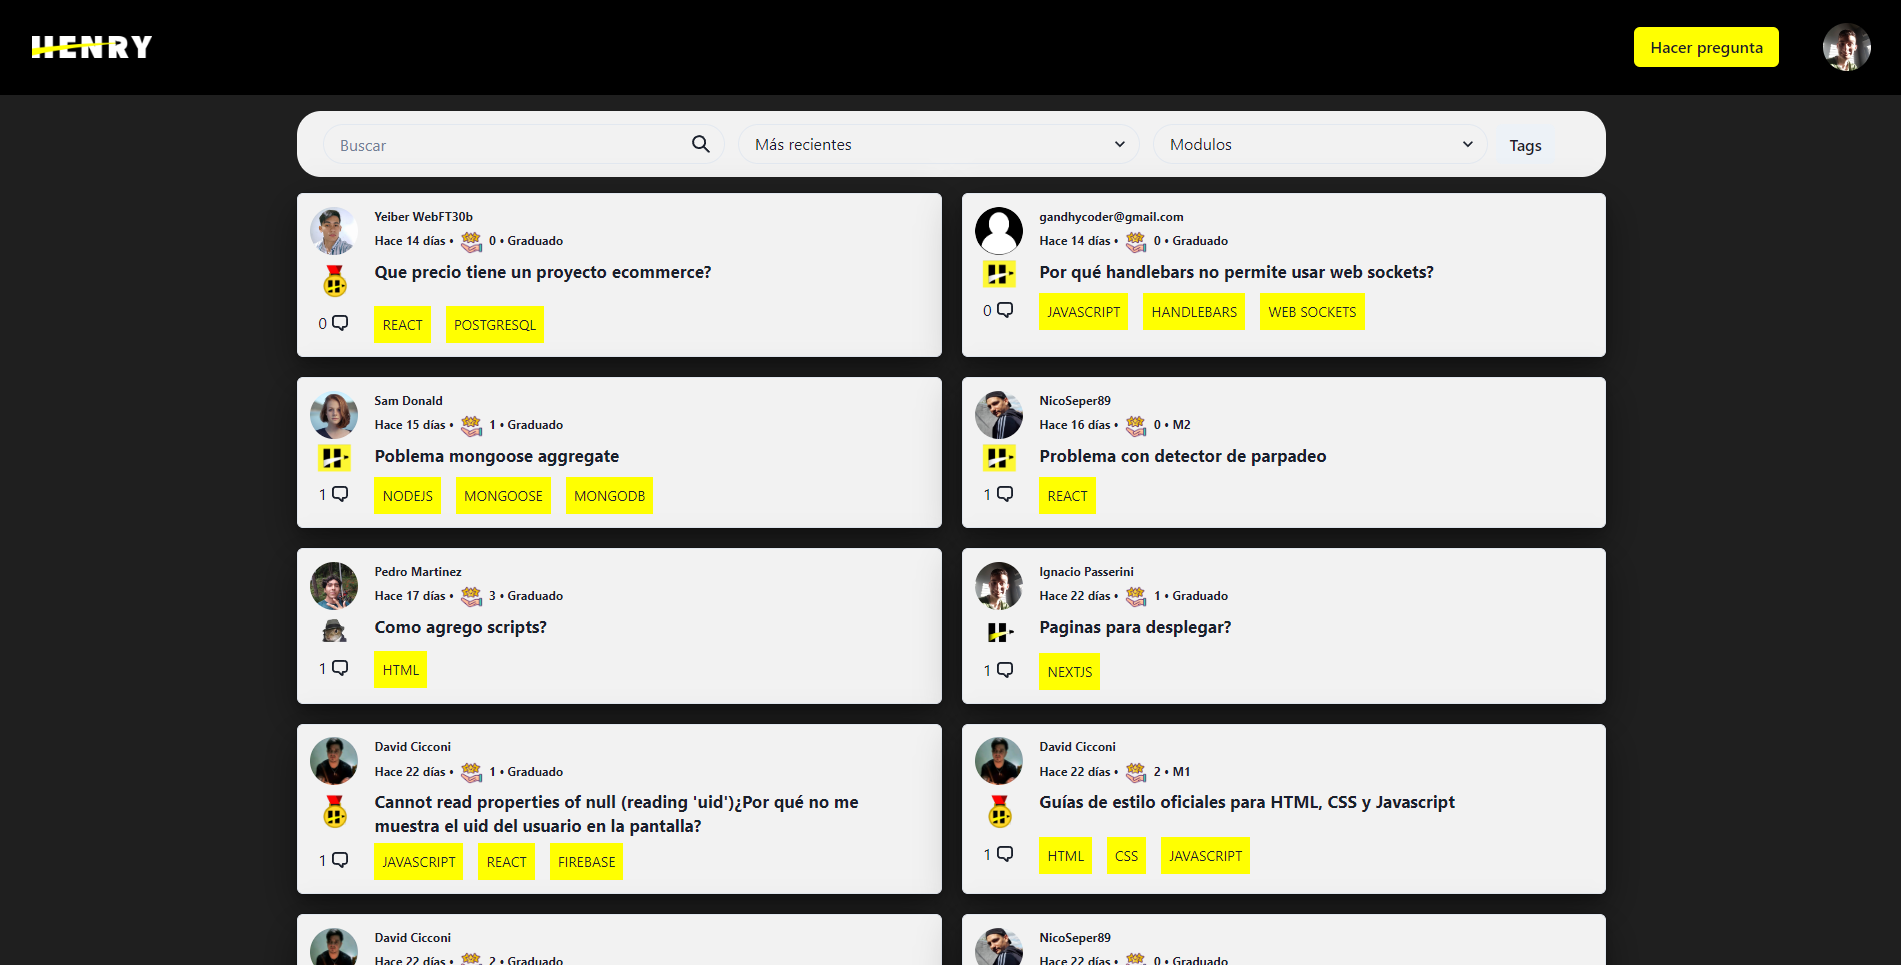 HENRY
Hacer pregunta
Buscar
Más recientes
Modulos
Tags
Yeiber WebFT30b
Hace 14 días • 0 • Graduado
Que precio tiene un proyecto ecommerce?
0
REACT POSTGRESQL
gandhycoder@gmail.com
Hace 14 días • 0 • Graduado
Por qué handlebars no permite usar web sockets?
0
JAVASCRIPT HANDLEBARS WEB SOCKETS
Sam Donald
Hace 15 días • 1 • Graduado
Poblema mongoose aggregate
1
NODEJS MONGOOSE MONGODB
NicoSeper89
Hace 16 días • 0 • M2
Problema con detector de parpadeo
1
REACT
Pedro Martinez
Hace 17 días • 3 • Graduado
Como agrego scripts?
1
HTML
Ignacio Passerini
Hace 22 días • 1 • Graduado
Paginas para desplegar?
1
NEXTJS
David Cicconi
Hace 22 días • 1 • Graduado
Cannot read properties of null (reading 'uid')¿Por qué no me
muestra el uid del usuario en la pantalla?
1
JAVASCRIPT REACT FIREBASE
David Cicconi
Hace 22 días • 2 • M1
Guías de estilo oficiales para HTML, CSS y Javascript
1
HTML CSS JAVASCRIPT
David Cicconi
Hace 22 días • 2 • Graduado
NicoSeper89
Hace 22 días • 0 • Graduado